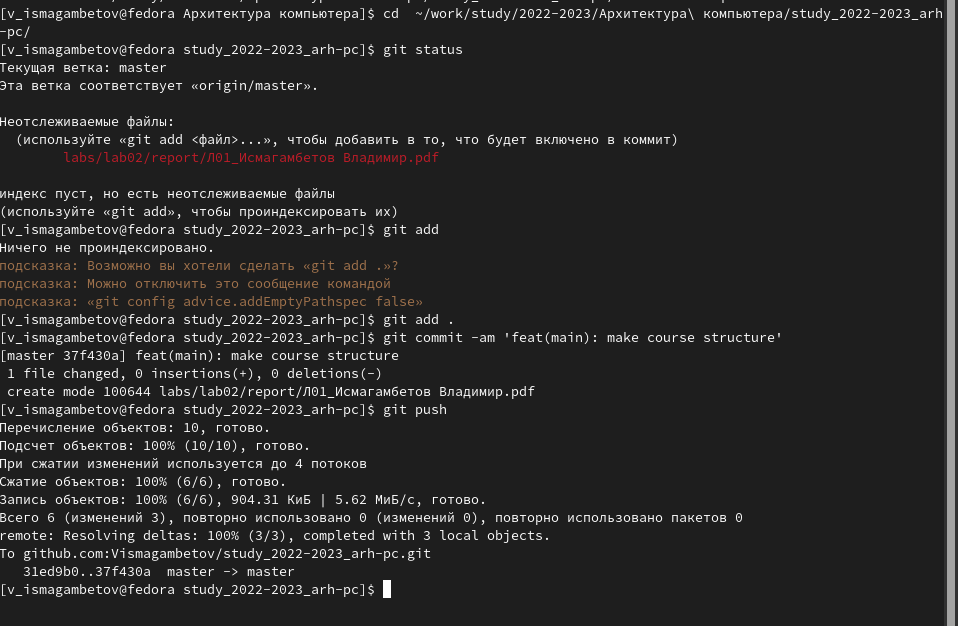 [v_ismagambetov@fedora Архитектура компьютера]$ cd  ~/work/study/2022-2023/Архитектура\ компьютера/study_2022-2023_arh
-pc/
[v_ismagambetov@fedora study_2022-2023_arh-pc]$ git status
Текущая ветка: master
Эта ветка соответствует «origin/master».
Неотслеживаемые файлы:
  (используйте «git add <файл>...», чтобы добавить в то, что будет включено в коммит)
        labs/lab02/report/Л01_Исмагамбетов Владимир.pdf
индекс пуст, но есть неотслеживаемые файлы
(используйте «git add», чтобы проиндексировать их)
[v_ismagambetov@fedora study_2022-2023_arh-pc]$ git add
Ничего не проиндексировано.
подсказка: Возможно вы хотели сделать «git add .»?
подсказка: Можно отключить это сообщение командой
подсказка: «git config advice.addEmptyPathspec false»
[v_ismagambetov@fedora study_2022-2023_arh-pc]$ git add .
[v_ismagambetov@fedora study_2022-2023_arh-pc]$ git commit -am 'feat(main): make course structure'
[master 37f430a] feat(main): make course structure
 1 file changed, 0 insertions(+), 0 deletions(-)
 create mode 100644 labs/lab02/report/Л01_Исмагамбетов Владимир.pdf
[v_ismagambetov@fedora study_2022-2023_arh-pc]$ git push
Перечисление объектов: 10, готово.
Подсчет объектов: 100% (10/10), готово.
При сжатии изменений используется до 4 потоков
Сжатие объектов: 100% (6/6), готово.
Запись объектов: 100% (6/6), 904.31 КиБ | 5.62 МиБ/с, готово.
Всего 6 (изменений 3), повторно использовано 0 (изменений 0), повторно использовано пакетов 0
remote: Resolving deltas: 100% (3/3), completed with 3 local objects.
To github.com:Vismagambetov/study_2022-2023_arh-pc.git
   31ed9b0..37f430a  master -> master
[v_ismagambetov@fedora study_2022-2023_arh-pc]$